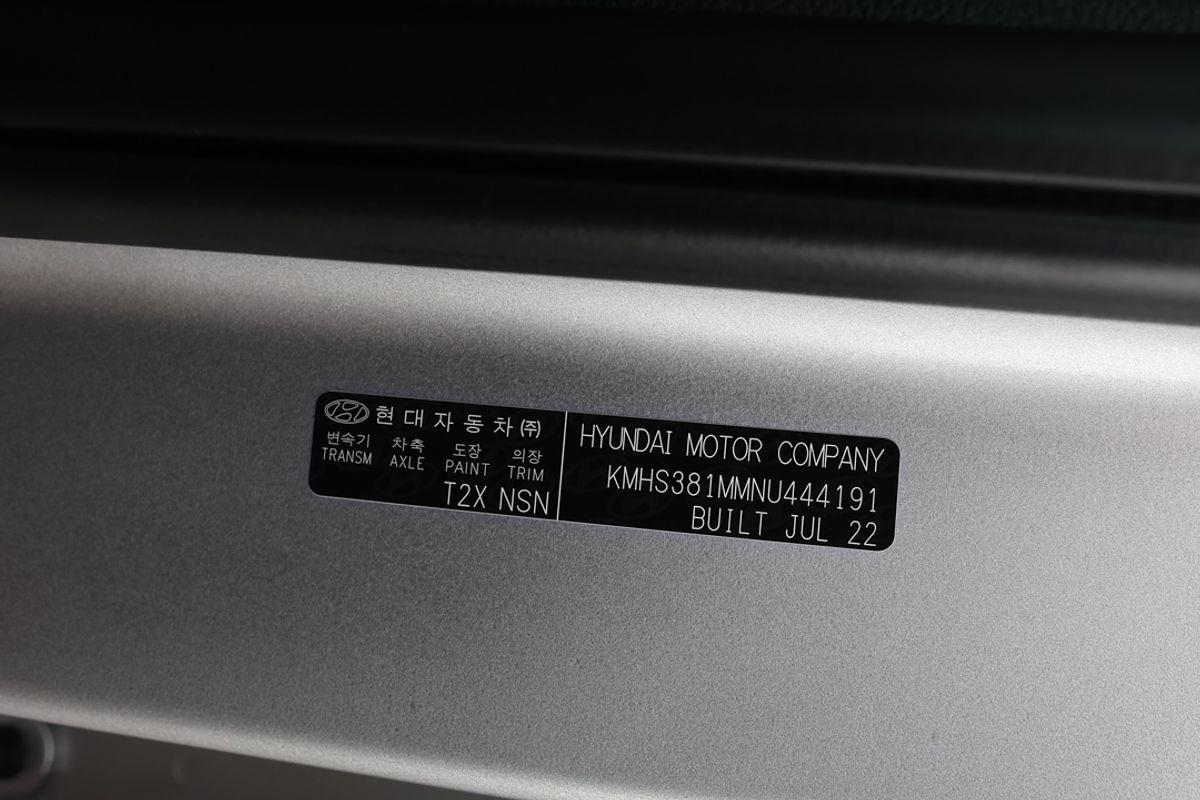 현대자동차㈜
변속기 차축 도장 의장
TRANSM AXLE PAINT TRIM
T2X NSN
HYUNDAI MOTOR COMPANY
KMHS381MMNU444191
BUILT JUL 22